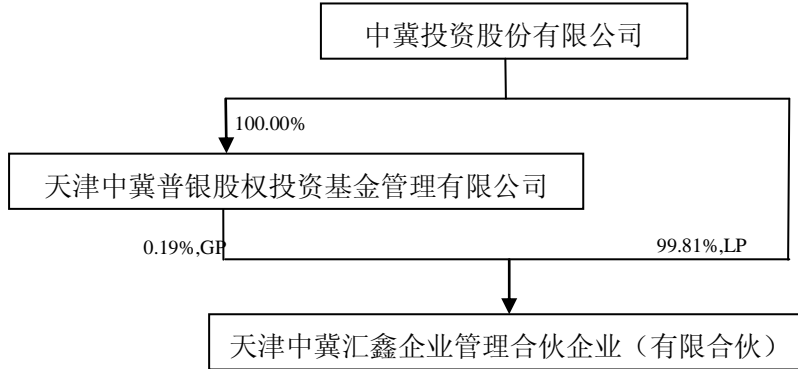 中冀投资股份有限公司
100.00%
天津中冀普银股权投资基金管理有限公司
0.19%,GP
99.81%,LP
天津中冀汇鑫企业管理合伙企业（有限合伙）